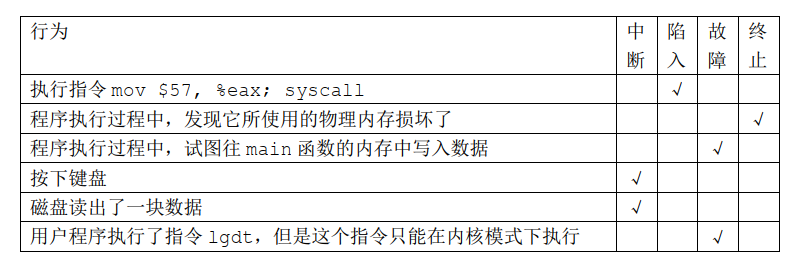 行为 中断 陷入 故障 终止
执行指令 mov $57, %eax; syscall √
程序执行过程中，发现它所使用的物理内存损坏了 √
程序执行过程中，试图往 main 函数的内存中写入数据 √
按下键盘 √
磁盘读出了一块数据 √
用户程序执行了指令 lgdt，但是这个指令只能在内核模式下执行 √